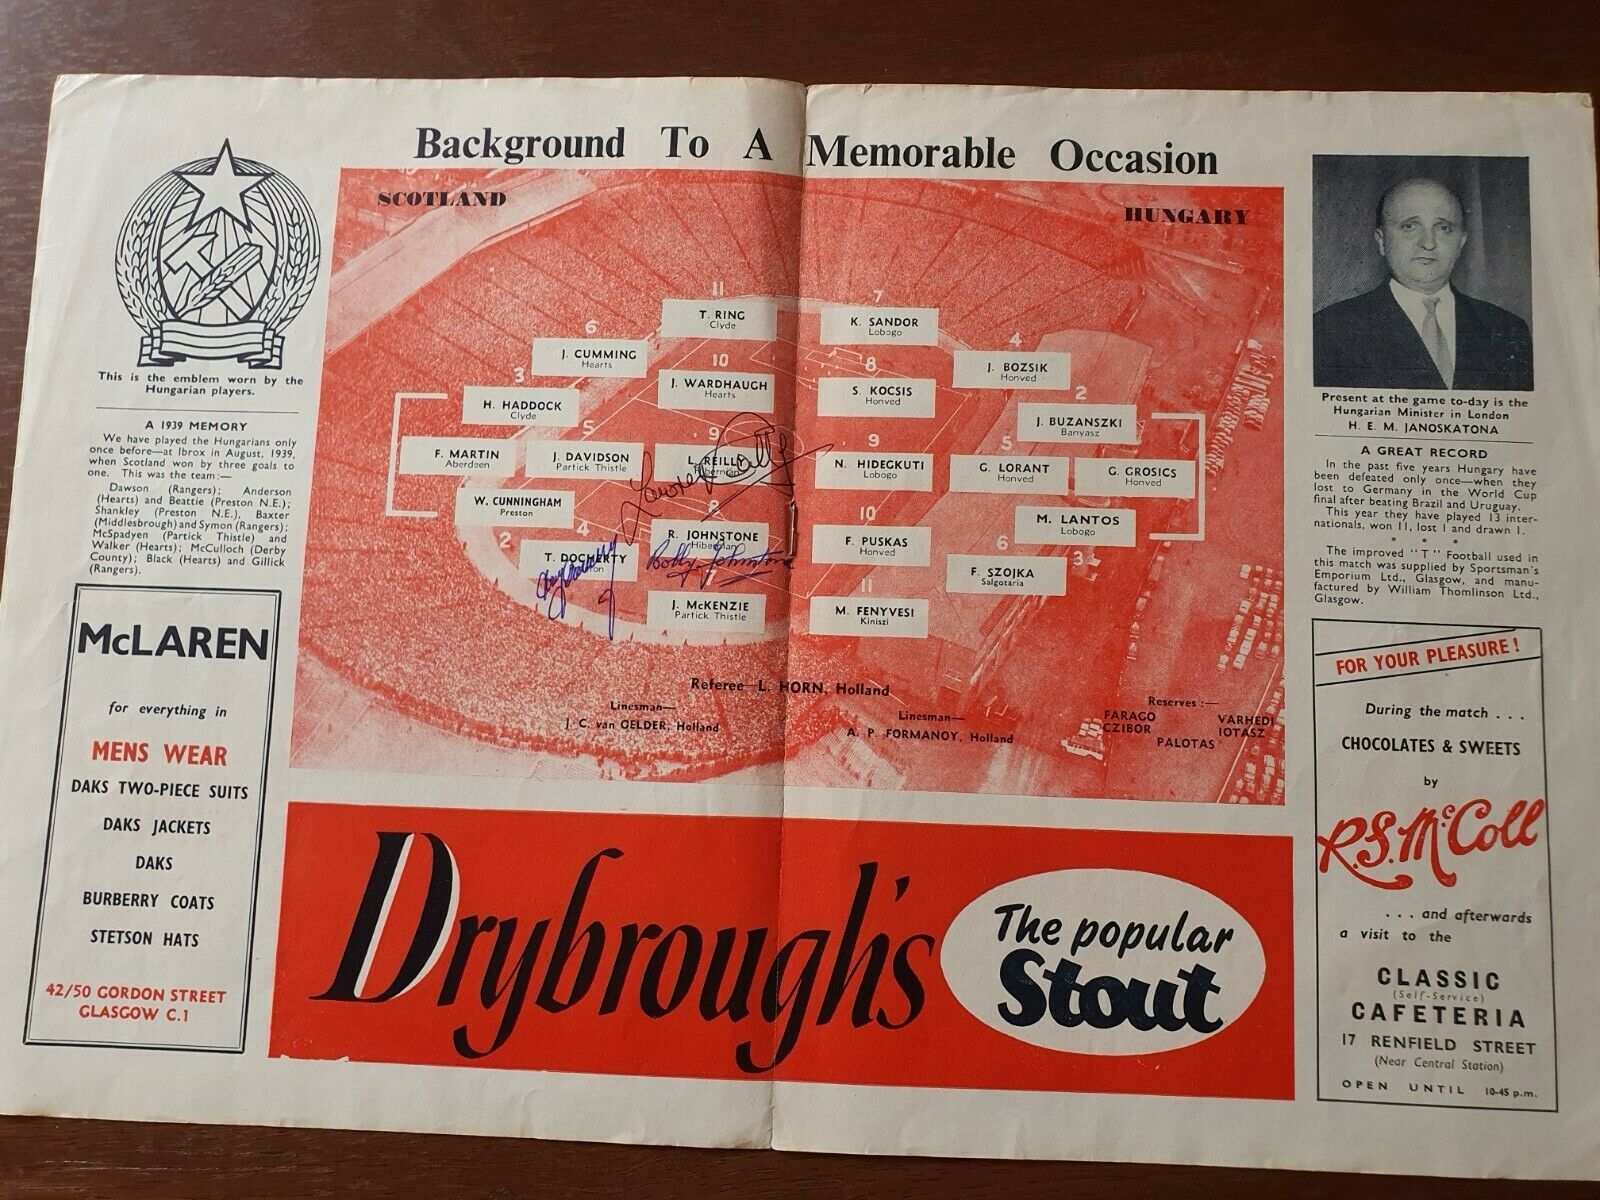 Background To A Memorable Occasion
This is the emblem worn by the
Hungarian players.
A 1939 MEMORY
We have played the Hungarians only
once before—at Ibrox in August, 1939,
when Scotland won by three goals to
one. This was the team:—
Dawson (Rangers); Anderson
(Hearts) and Beattie (Preston N.E.);
Shankley (Preston N.E.), Baxter
(Middlesbrough) and Symon (Rangers);
McSpadyen (Partick Thistle) and
Walker (Hearts); McCulloch (Derby
County); Black (Hearts) and Gillick
(Rangers).
McLAREN
for everything in
MENS WEAR
DAKS TWO-PIECE SUITS
DAKS JACKETS
DAKS
BURBERRY COATS
STETSON HATS
42/50 GORDON STREET
GLASGOW C.1
SCOTLAND
11
T. RING
Clyde
6
J. CUMMING
Hearts
10
J. WARDHAUGH
Hearts
3
H. HADDOCK
Clyde
F. MARTIN
Aberdeen
5
J. DAVIDSON
Partick Thistle
9
L. REILLY
Hibernian
W. CUNNINGHAM
Preston
2
4
T. DOCHERTY
8
R. JOHNSTONE
Hibernian
Bobby Johnstone
J. McKENZIE
Partick Thistle
HUNGARY
7
K. SANDOR
Lobogo
4
J. BOZSIK
Honved
8
S. KOCSIS
Honved
2
J. BUZANSZKI
Banyasz
9
N. HIDEGKUTI
Lobogo
5
G. LORANT
Honved
G. GROSICS
Honved
10
F. PUSKAS
Honved
M. LANTOS
Lobogo
3
6
F. SZOJKA
Salgotaria
11
M. FENYVESI
Kiniszi
Referee—L. HORN, Holland
Linesman—
J. C. van GELDER, Holland
Linesman—
A. P. FORMANOY, Holland
Reserves :—
FARAGO
VARHEDI
CZIBOR
IOTASZ
PALOTAS
Drybrough's
The popular
Stout
Present at the game to-day is the
Hungarian Minister in London
H. E. M. JANOSKATONA
A GREAT RECORD
In the past five years Hungary have
been defeated only once—when they
lost to Germany in the World Cup
final after beating Brazil and Uruguay.
This year they have played 13 inter-
nationals, won 11, lost 1 and drawn 1.
* * *
The improved "T" Football used in
this match was supplied by Sportsman's
Emporium Ltd., Glasgow, and manu-
factured by William Thomlinson Ltd.,
Glasgow.
FOR YOUR PLEASURE !
During the match . . .
CHOCOLATES & SWEETS
by
R.S. McColl
. . . and afterwards
a visit to the
CLASSIC
(Self-Service)
CAFETERIA
17 RENFIELD STREET
(Near Central Station)
OPEN UNTIL 10-45 p.m.